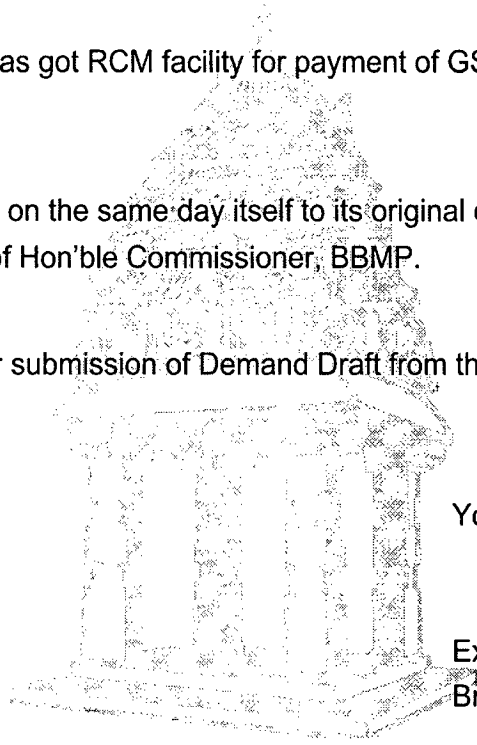 as got RCM facility for payment of GS
on the same day itself to its original
of Hon'ble Commissioner, BBMP.
r submission of Demand Draft from th
Yo
Ex
Br